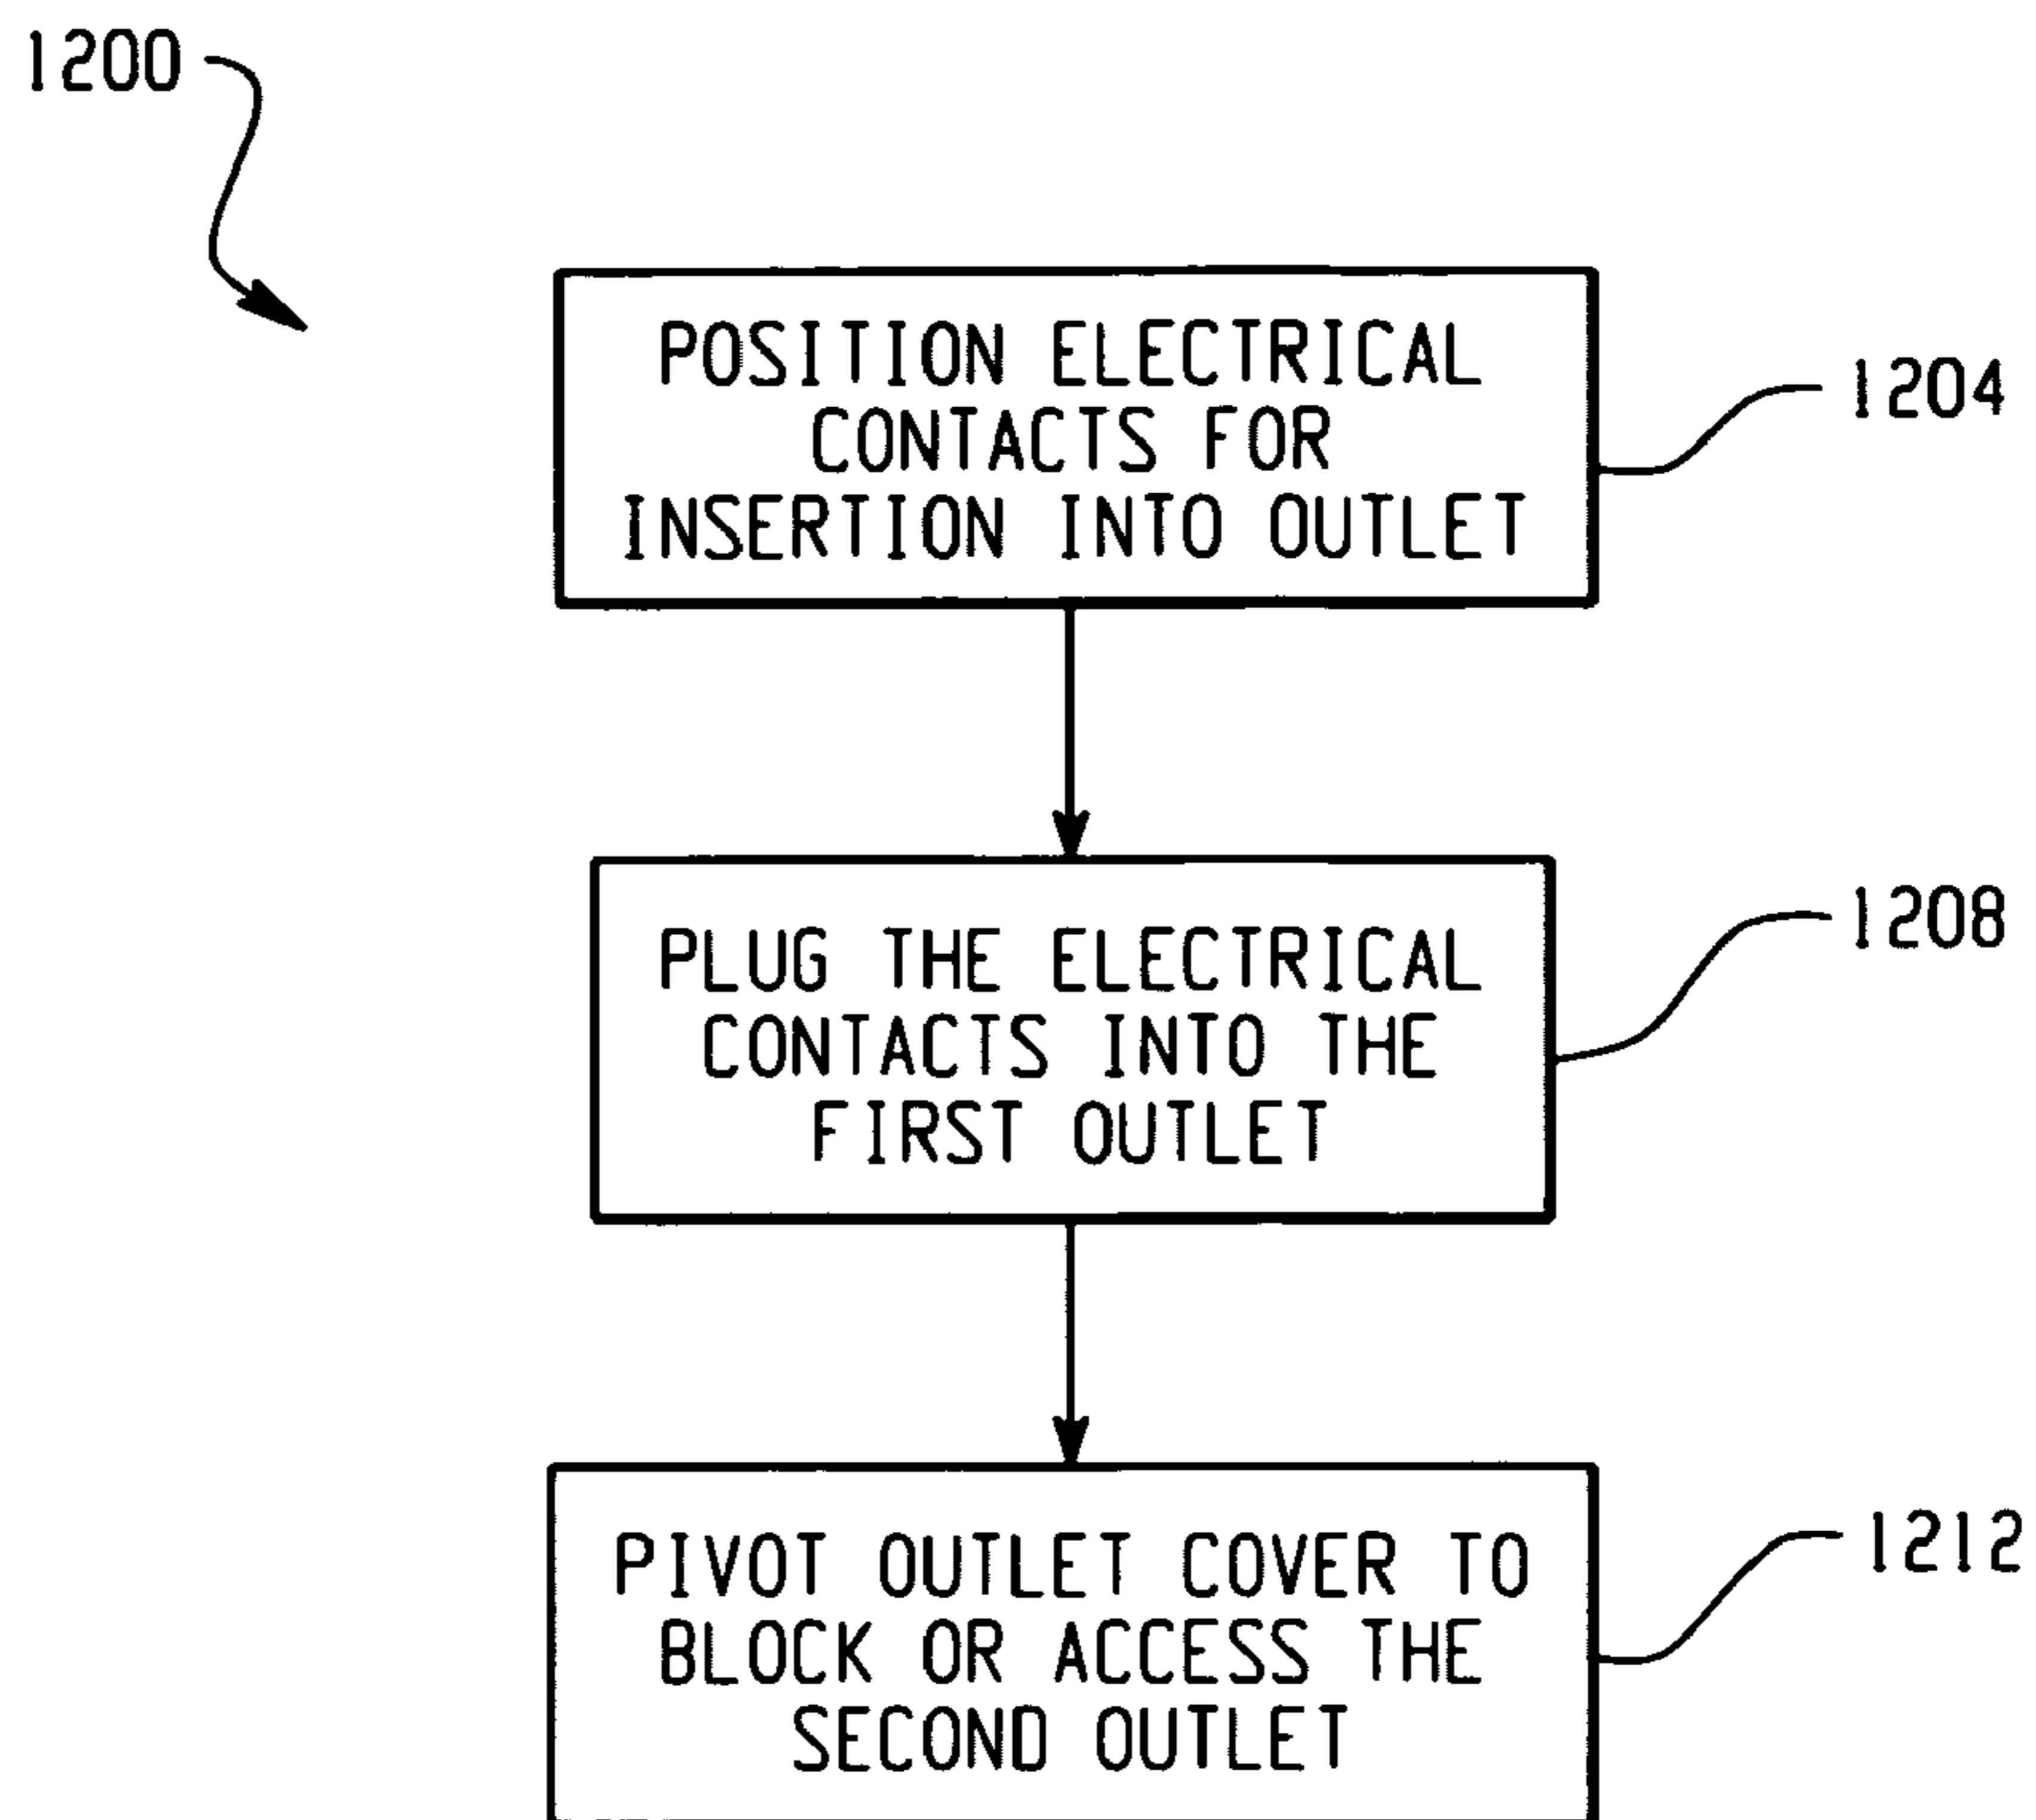 1200
POSITION ELECTRICAL
CONTACTS FOR
INSERTION INTO OUTLET
1204
PLUG THE ELECTRICAL
CONTACTS INTO THE
FIRST OUTLET
1208
PIVOT OUTLET COVER TO
BLOCK OR ACCESS THE
SECOND OUTLET
1212